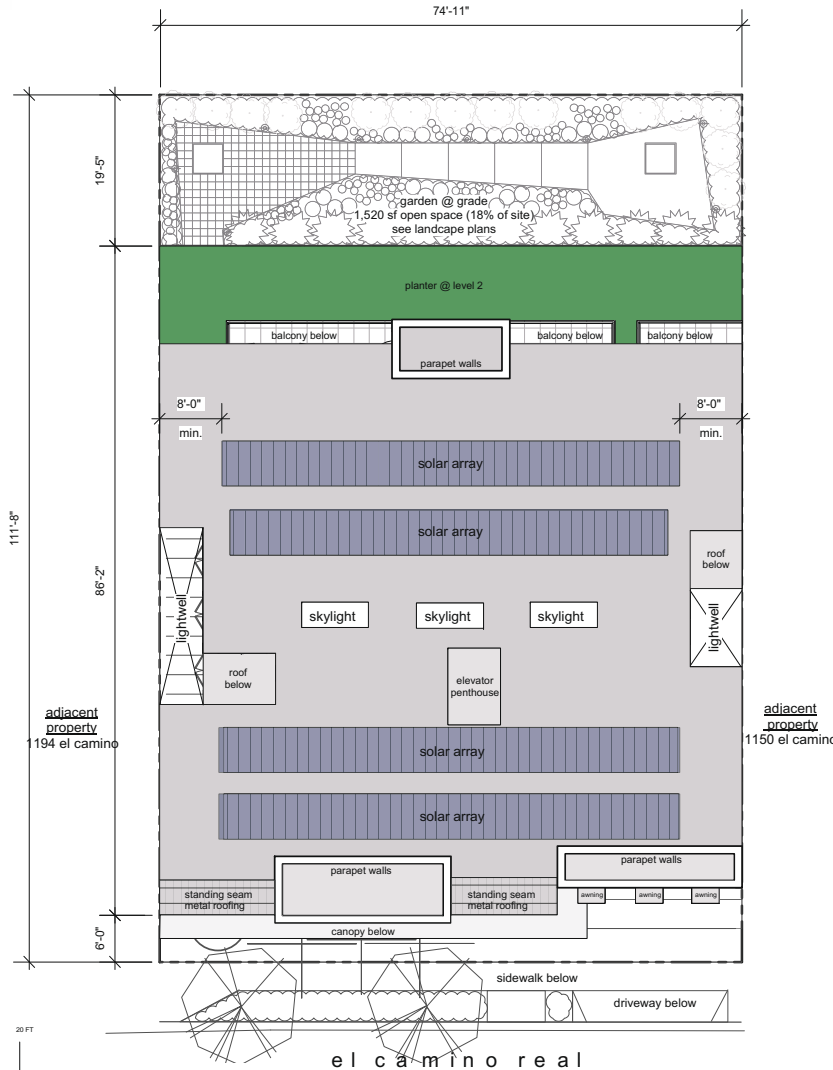 74'-11"
19'-5"
garden @ grade
1,520 sf open space (18% of site)
see landcape plans
planter @ level 2
balcony below
balcony below
balcony below
parapet walls
8'-0"
min.
8'-0"
min.
solar array
solar array
111'-8"
86'-2"
lightwell
roof
below
lightwell
skylight
skylight
skylight
roof
below
elevator
penthouse
adjacent
property
1194 el camino
adjacent
property
1150 el camino
solar array
solar array
parapet walls
parapet walls
standing seam
metal roofing
standing seam
metal roofing
awning
awning
awning
canopy below
6'-0"
sidewalk below
driveway below
20 FT
el camino real